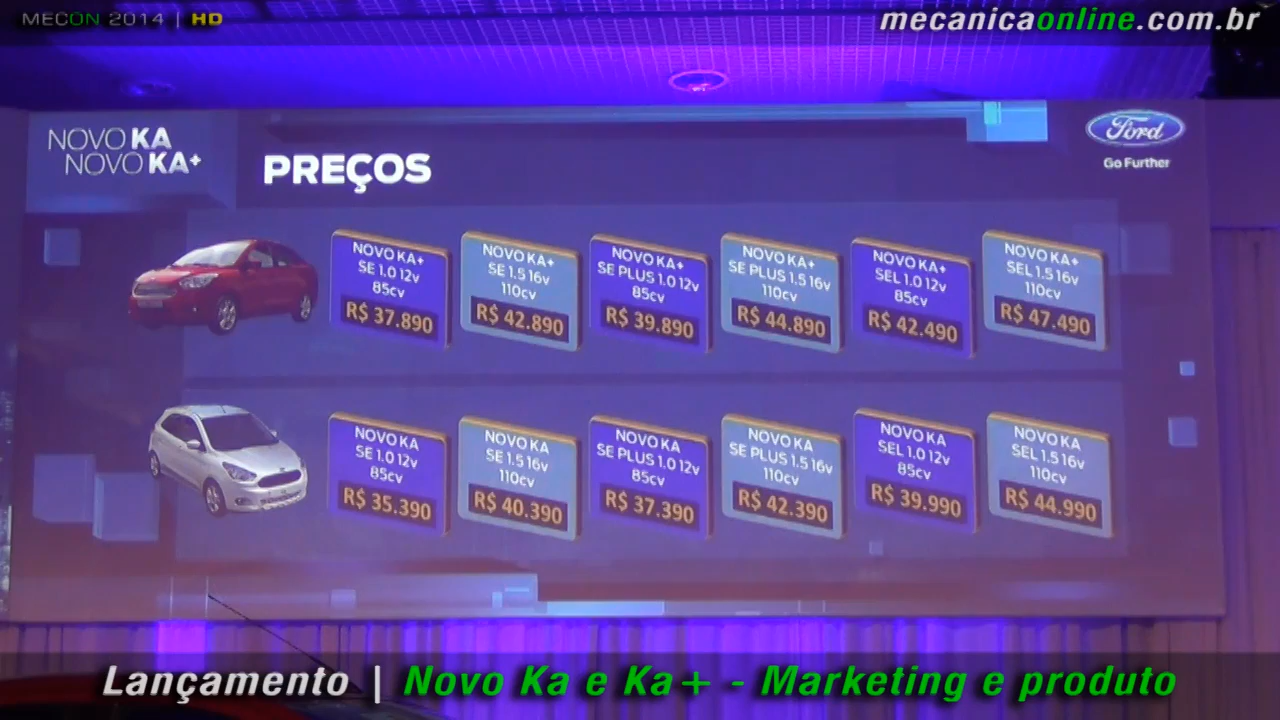 MECON 2014 | HD
mecanicaonline.com.br
NOVO KA
NOVO KA+
PREÇOS
Ford
Go Further
NOVO KA+
SE 1.0 12v
85cv
R$ 37.890
NOVO KA+
SE 1.5 16v
110cv
R$ 42.890
NOVO KA+
SE PLUS 1.0 12v
85cv
R$ 39.890
NOVO KA+
SE PLUS 1.5 16v
110cv
R$ 44.890
NOVO KA+
SEL 1.0 12v
85cv
R$ 42.490
NOVO KA+
SEL 1.5 16v
110cv
R$ 47.490
NOVO KA
SE 1.0 12v
85cv
R$ 35.390
NOVO KA
SE 1.5 16v
110cv
R$ 40.390
NOVO KA
SE PLUS 1.0 12v
85cv
R$ 37.390
NOVO KA
SE PLUS 1.5 16v
110cv
R$ 42.390
NOVO KA
SEL 1.0 12v
85cv
R$ 39.990
NOVO KA
SEL 1.5 16v
110cv
R$ 44.990
Lançamento | Novo Ka e Ka+ - Marketing e produto